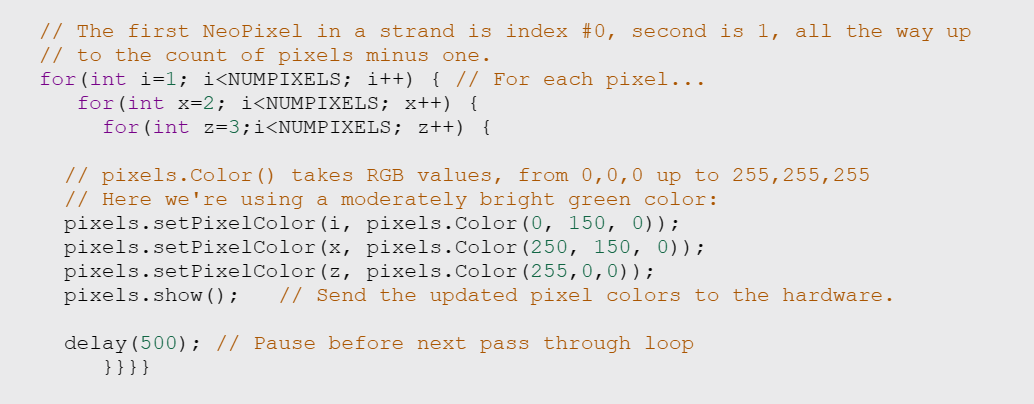 // The first NeoPixel in a strand is index #0, second is 1, all the way up
// to the count of pixels minus one.
for(int i=1; i<NUMPIXELS; i++) { // For each pixel...
for(int x=2; i<NUMPIXELS; x++) {
for(int z=3;i<NUMPIXELS; z++) {
// pixels.Color() takes RGB values, from 0,0,0 up to 255,255,255
// Here we're using a moderately bright green color:
pixels.setPixelColor(i, pixels.Color(0, 150, 0));
pixels.setPixelColor(x, pixels.Color(250, 150, 0));
pixels.setPixelColor(z, pixels.Color(255,0,0));
pixels.show();   // Send the updated pixel colors to the hardware.
delay(500); // Pause before next pass through loop
}}}}